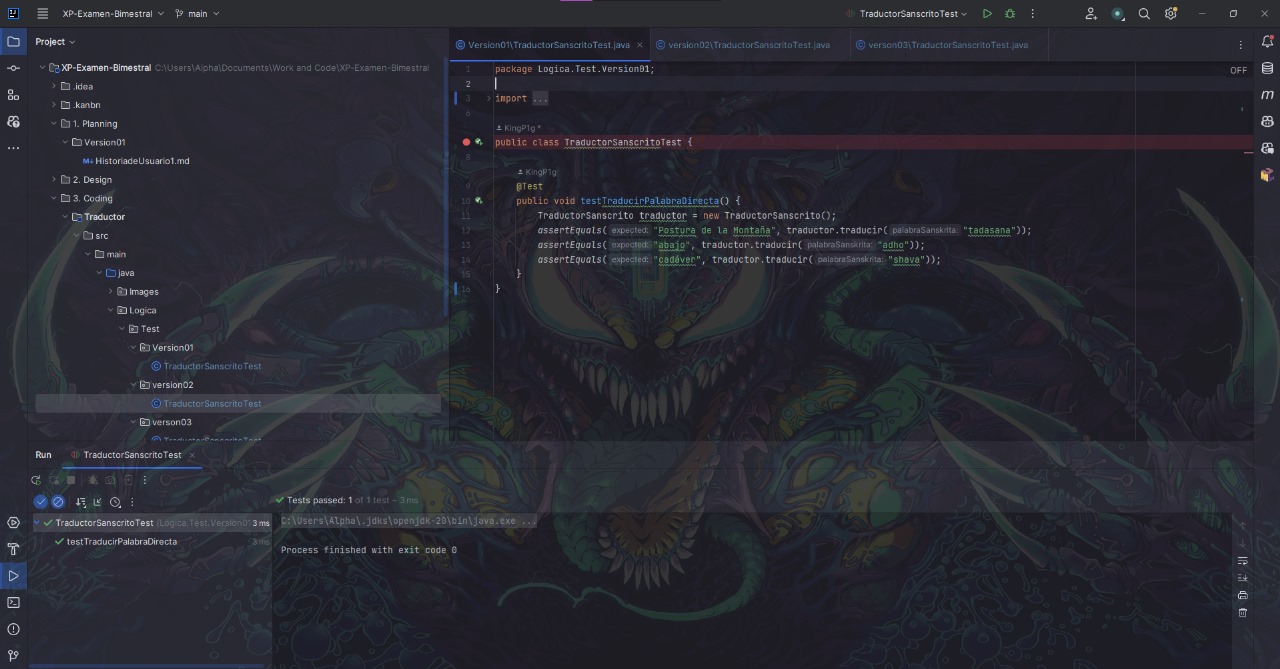 XP-Examen-Bimestral
main
TraductorSanscritoTest
Project
XP-Examen-Bimestral C:\Users\Alpha\Documents\Work and Code\XP-Examen-Bimestral
.idea
.kanbn
1. Planning
Version01
M↓ HistoriadeUsuario1.md
2. Design
3. Coding
Traductor
src
main
java
Images
Logica
Test
Version01
TraductorSanscritoTest
version02
TraductorSanscritoTest
verson03
TraductorSanscritoTest
Version01\TraductorSanscritoTest.java
version02\TraductorSanscritoTest.java
verson03\TraductorSanscritoTest.java
OFF
1 package Logica.Test.Version01;
2
3 import ...
6
KingP1g *
public class TraductorSanscritoTest {
8
KingP1g
9 @Test
10 public void testTraducirPalabraDirecta() {
11 TraductorSanscrito traductor = new TraductorSanscrito();
12 assertEquals( expected: "Postura de la Montaña", traductor.traducir( palabraSanskrita: "tadasana"));
13 assertEquals( expected: "abajo", traductor.traducir( palabraSanskrita: "adho"));
14 assertEquals( expected: "cadáver", traductor.traducir( palabraSanskrita: "shava"));
15 }
16 }
Run
TraductorSanscritoTest
Tests passed: 1 of 1 test – 3 ms
TraductorSanscritoTest (Logica.Test.Version01 3 ms
testTraducirPalabraDirecta 3 ms
C:\Users\Alpha\.jdks\openjdk-20\bin\java.exe ...
Process finished with exit code 0